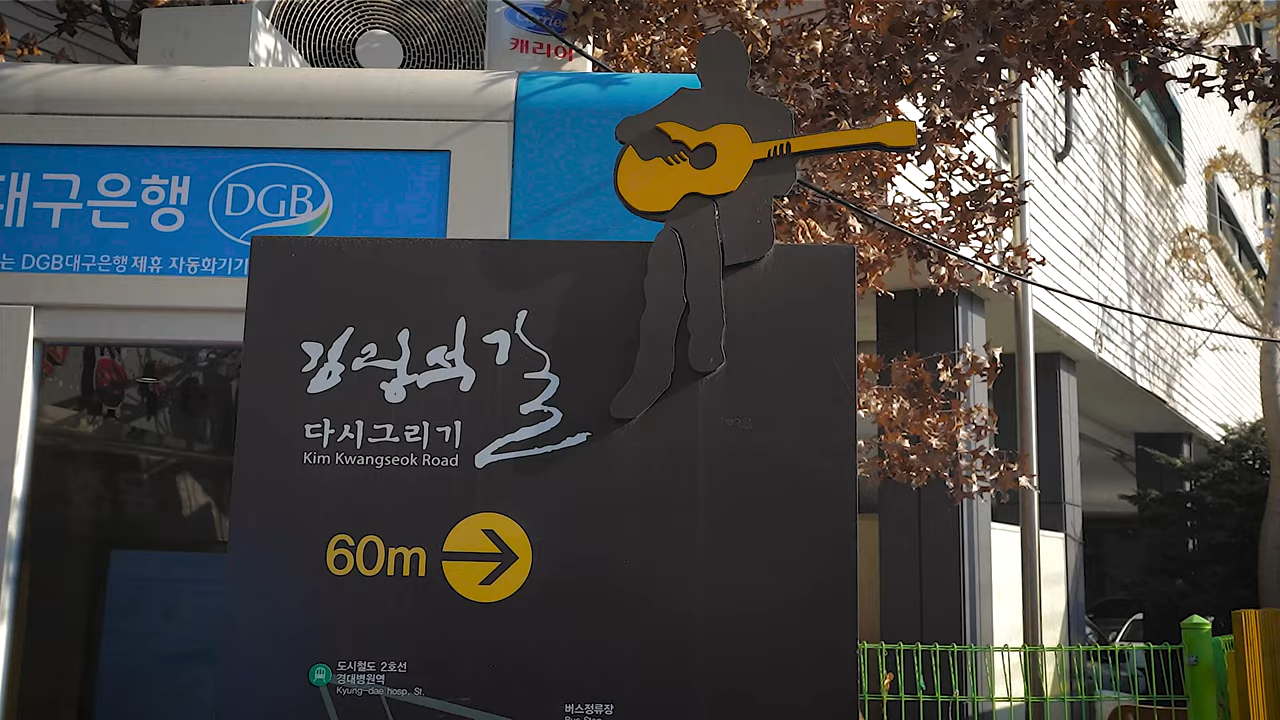 Carrier
캐리어
대구은행 DGB
는 DGB대구은행 제휴 자동화기기
김광석길
다시그리기
Kim Kwangseok Road
60m
도시철도 2호선
경대병원역
Kyung-dae hosp. St.
버스정류장
Bus Stop